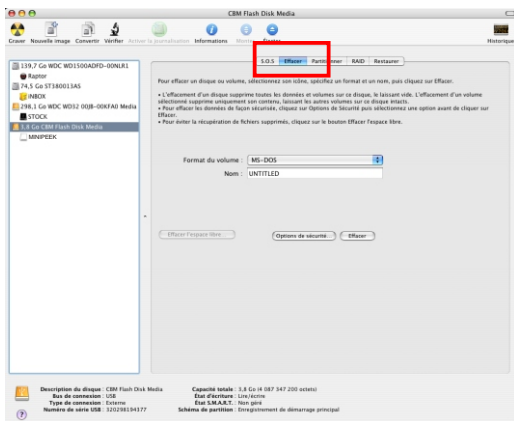 CBM Flash Disk Media
Graver Nouvelle image Convertir Vérifier Activer la journalisation Informations Monter Ejecter Historique
S.O.S Effacer Partitionner RAID Restaurer
139,7 Go WDC WD1500ADFD-00NLR1
Raptor
74,5 Go ST380013AS
INBOX
298,1 Go WDC WD32 00JB-00KFA0 Media
STOCK
3,8 Go CBM Flash Disk Media
MINIPEEK
Pour effacer un disque ou volume, sélectionnez son icône, spécifiez un format et un nom, puis cliquez sur Effacer.
• L'effacement d'un disque supprime toutes les données et volumes sur ce disque, le laissant vide. L'effacement d'un volume
sélectionné supprime uniquement son contenu, laissant les autres volumes sur ce disque intacts.
• Pour effacer les données de façon sécurisée, cliquez sur Options de Sécurité puis sélectionnez une option avant de cliquer sur
Effacer.
• Pour éviter la récupération de fichiers supprimés, cliquez sur le bouton Effacer l'espace libre.
Format du volume : MS-DOS
Nom : UNTITLED
Effacer l'espace libre... Options de sécurité... Effacer
Description du disque : CBM Flash Disk Media
Bus de connexion : USB
Type de connexion : Externe
Numéro de série USB : 320298194377
Capacité totale : 3,8 Go (4 087 347 200 octets)
État d'écriture : Lire/écrire
État S.M.A.R.T. : Non géré
Schéma de partition : Enregistrement de démarrage principal
?